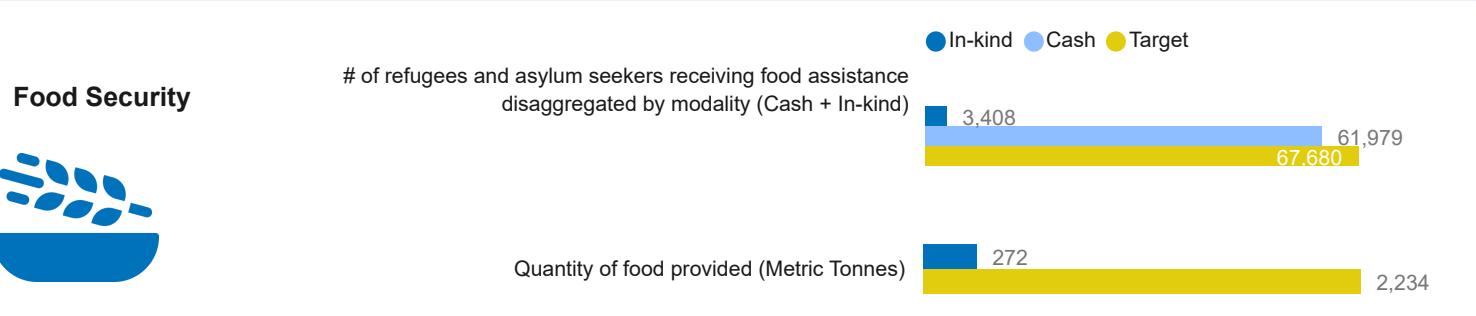 In-kind Cash Target
Food Security
# of refugees and asylum seekers receiving food assistance
disaggregated by modality (Cash + In-kind)
3,408
61,979
67,680
Quantity of food provided (Metric Tonnes)
272
2,234